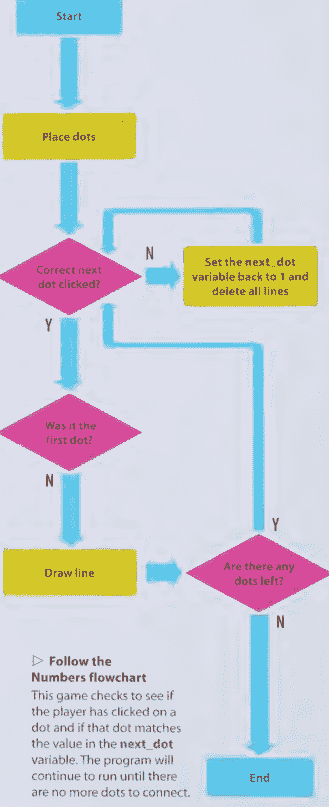 Start
Place dots
Correct next
dot clicked?
N
Set the next_dot
variable back to 1 and
delete all lines
Y
Was it the
first dot?
N
Draw line
Y
Are there any
dots left?
N
▷ Follow the
Numbers flowchart
This game checks to see if
the player has clicked on a
dot and if that dot matches
the value in the next_dot
variable. The program will
continue to run until there
are no more dots to connect.
End